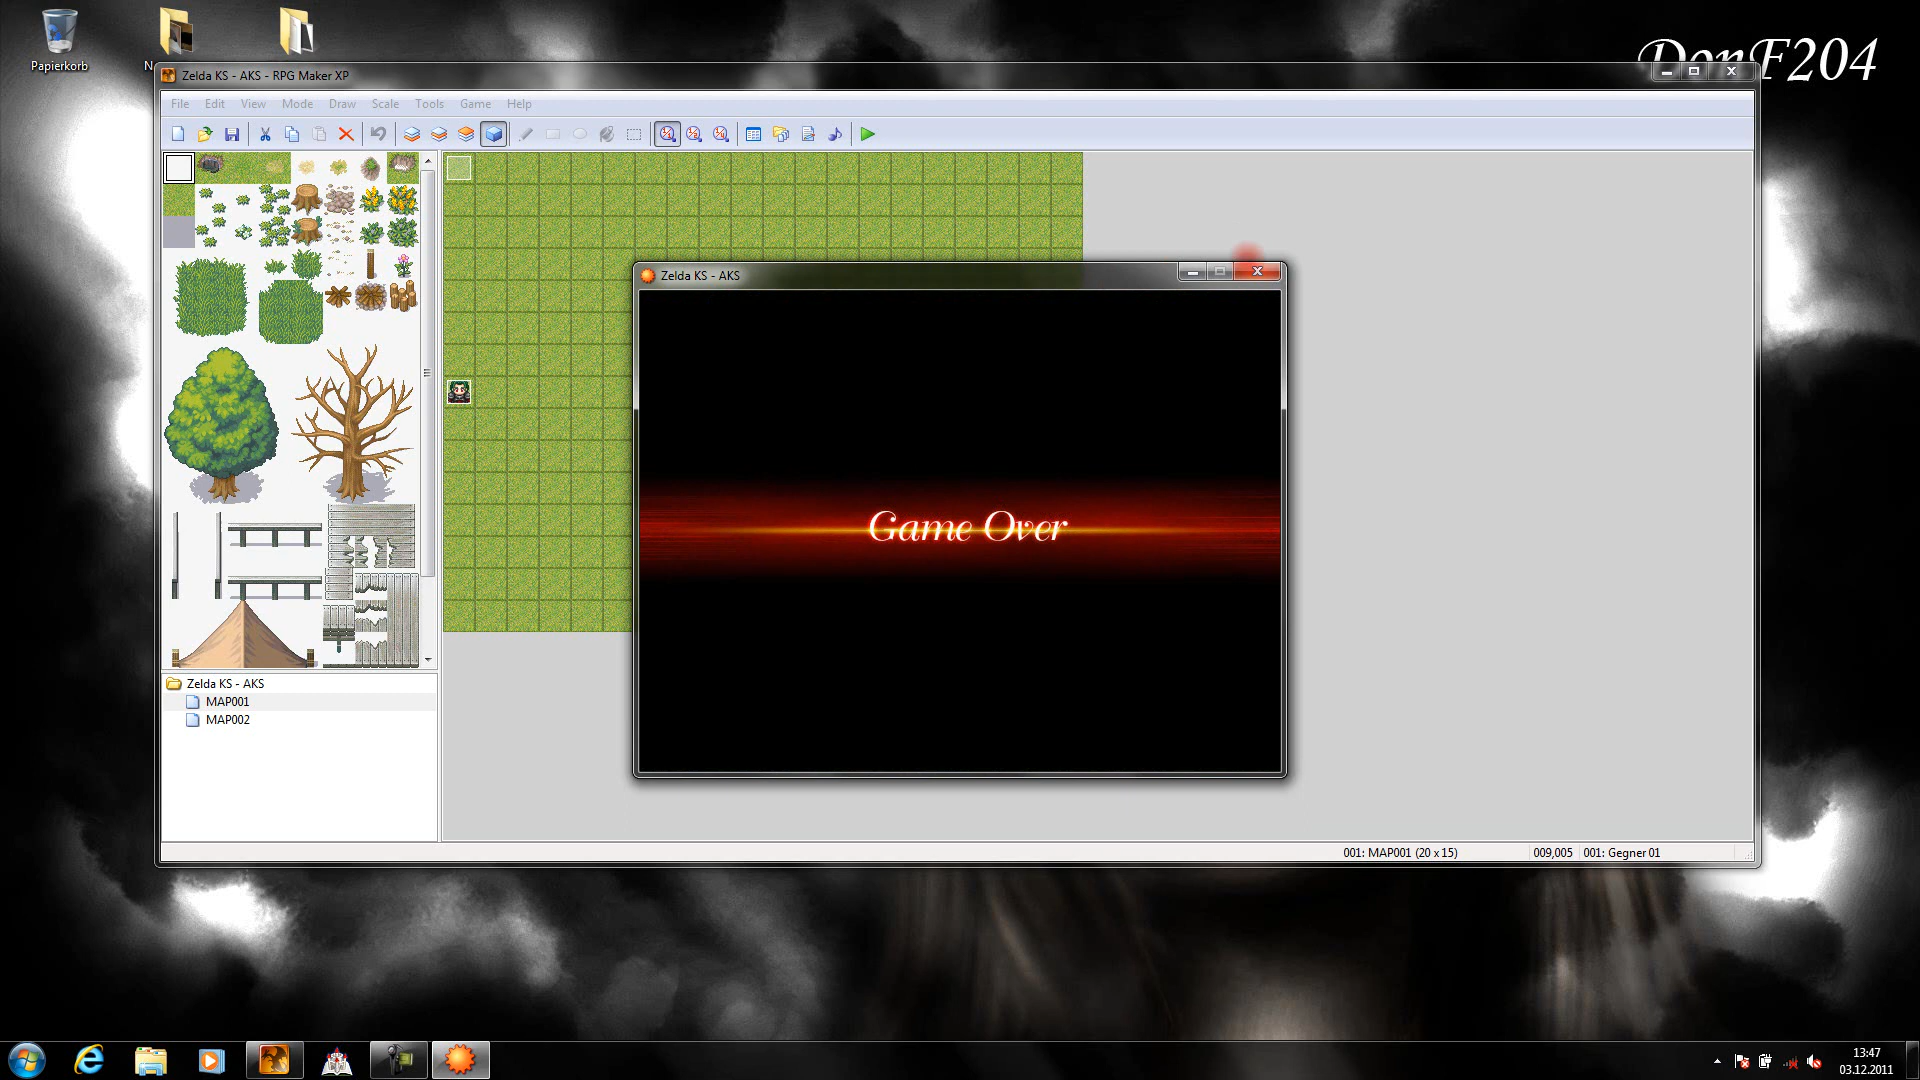 Papierkorb
N
DonF204
Zelda KS - AKS - RPG Maker XP
File Edit View Mode Draw Scale Tools Game Help
Zelda KS - AKS
Game Over
Zelda KS - AKS
MAP001
MAP002
001: MAP001 (20 x 15) 009,005 001: Gegner 01
13:47
03.12.2011